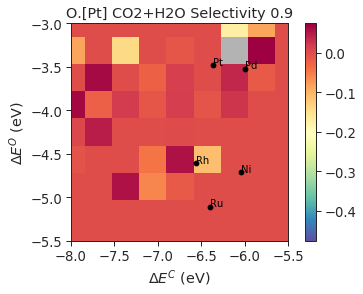 O.[Pt] CO2+H2O Selectivity 0.9
ΔE^O (eV)
−3.0
−3.5
−4.0
−4.5
−5.0
−5.5
Pt
Pd
Rh
Ni
Ru
−8.0 −7.5 −7.0 −6.5 −6.0 −5.5
ΔE^C (eV)
0.0
−0.1
−0.2
−0.3
−0.4